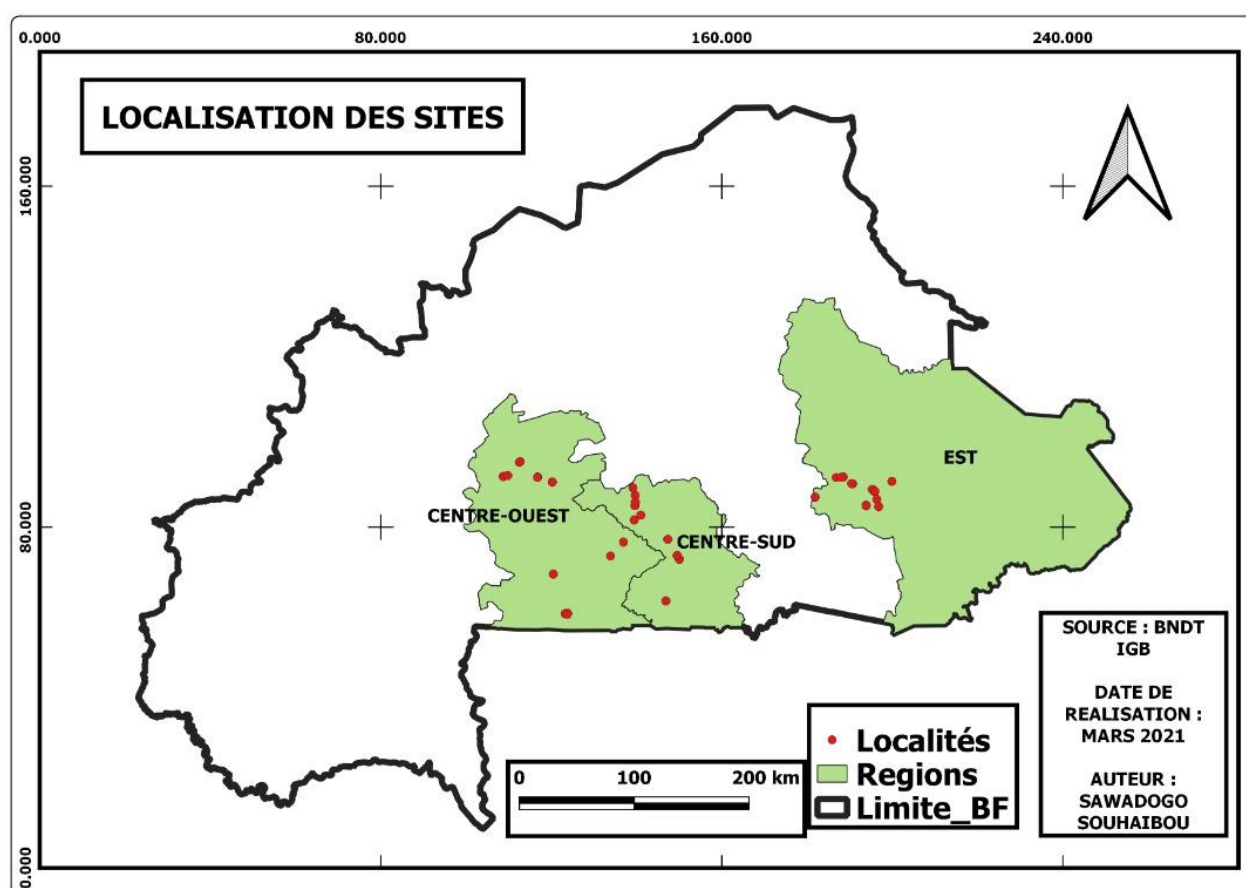 0.000 80.000 160.000 240.000
LOCALISATION DES SITES
160.000
80.000
0.000
EST
CENTRE-OUEST
CENTRE-SUD
0 100 200 km
Localités
Regions
Limite_BF
SOURCE : BNDT
IGB
DATE DE
REALISATION :
MARS 2021
AUTEUR :
SAWADOGO
SOUHAIBOU